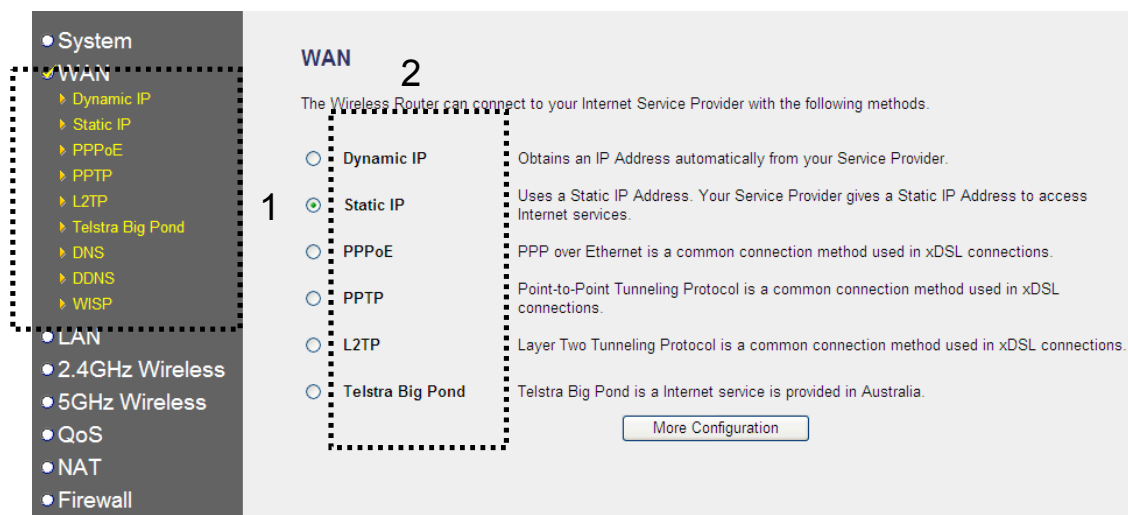 System
WAN
Dynamic IP
Static IP
PPPoE
PPTP
L2TP
Telstra Big Pond
DNS
DDNS
WISP
LAN
2.4GHz Wireless
5GHz Wireless
QoS
NAT
Firewall
1
WAN
2
The Wireless Router can connect to your Internet Service Provider with the following methods.
Dynamic IP Obtains an IP Address automatically from your Service Provider.
Static IP Uses a Static IP Address. Your Service Provider gives a Static IP Address to access
Internet services.
PPPoE PPP over Ethernet is a common connection method used in xDSL connections.
PPTP Point-to-Point Tunneling Protocol is a common connection method used in xDSL
connections.
L2TP Layer Two Tunneling Protocol is a common connection method used in xDSL connections.
Telstra Big Pond Telstra Big Pond is a Internet service is provided in Australia.
More Configuration